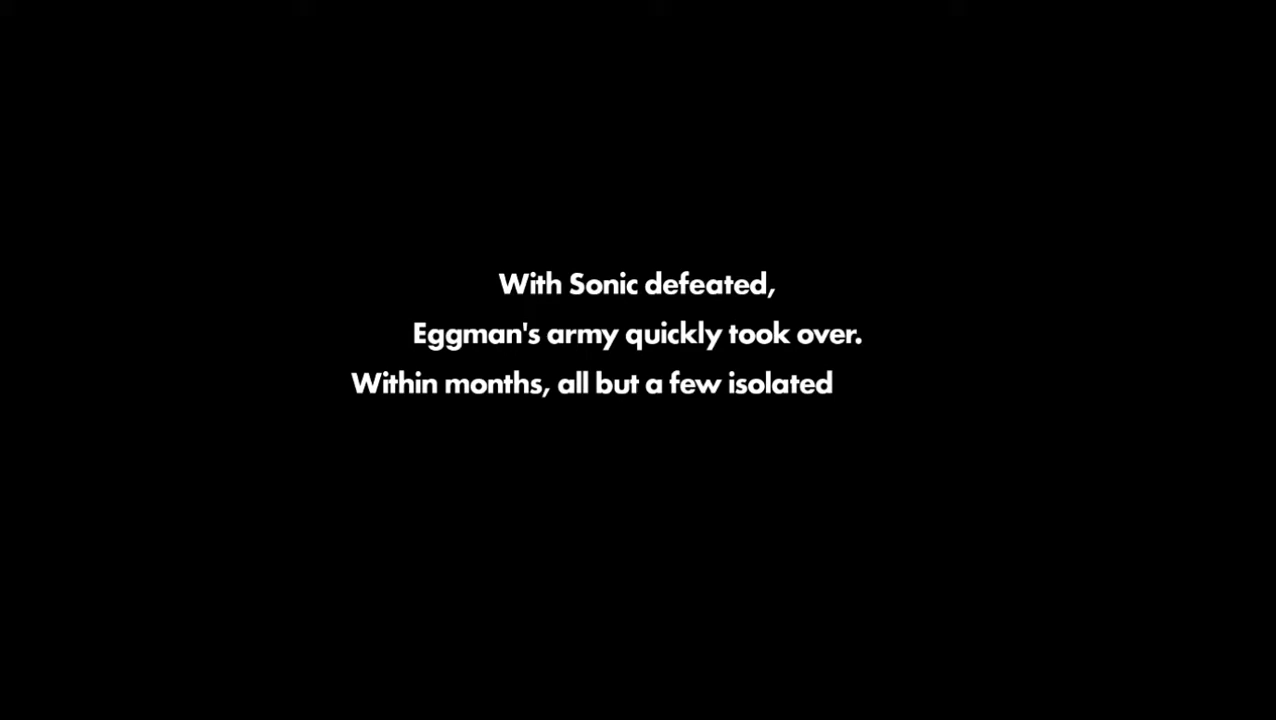 With Sonic defeated,
Eggman's army quickly took over.
Within months, all but a few isolated